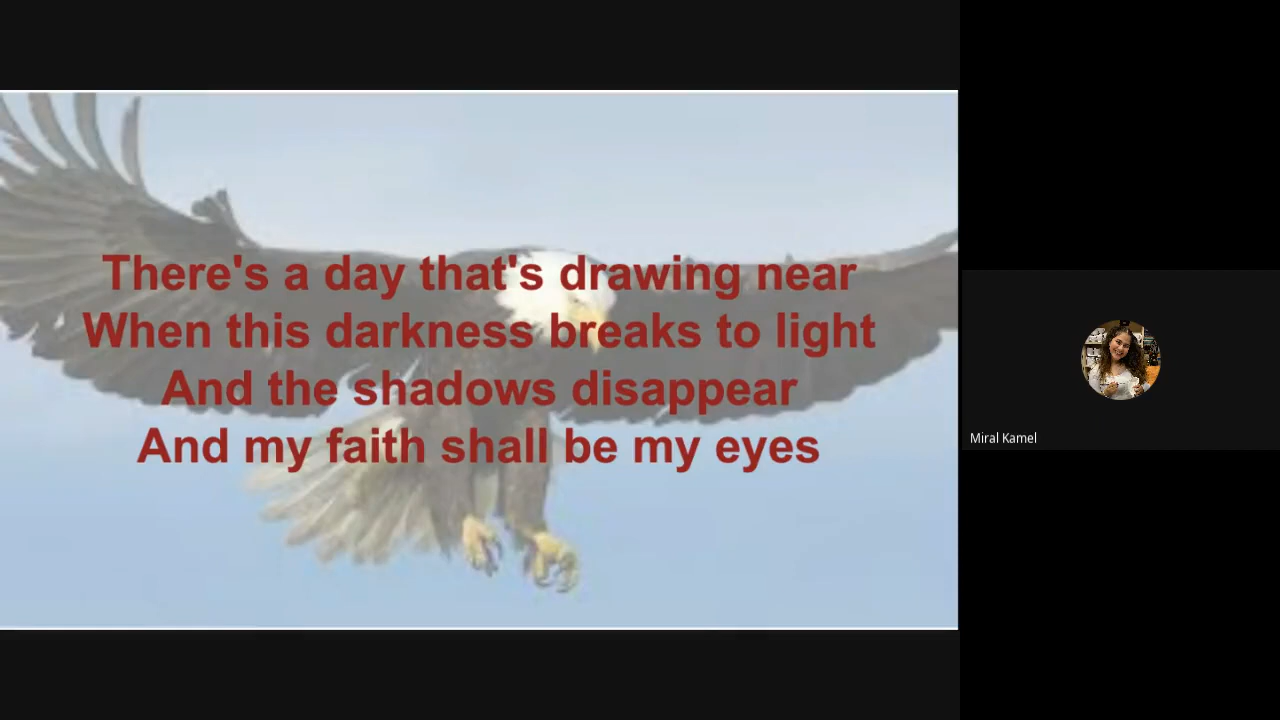 There's a day that's drawing near
When this darkness breaks to light
And the shadows disappear
And my faith shall be my eyes
Miral Kamel